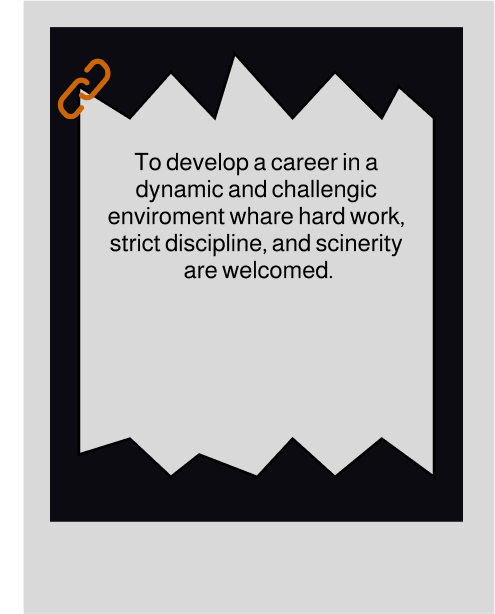 To develop a career in a
dynamic and challengic
enviroment whare hard work,
strict discipline, and scinerity
are welcomed.